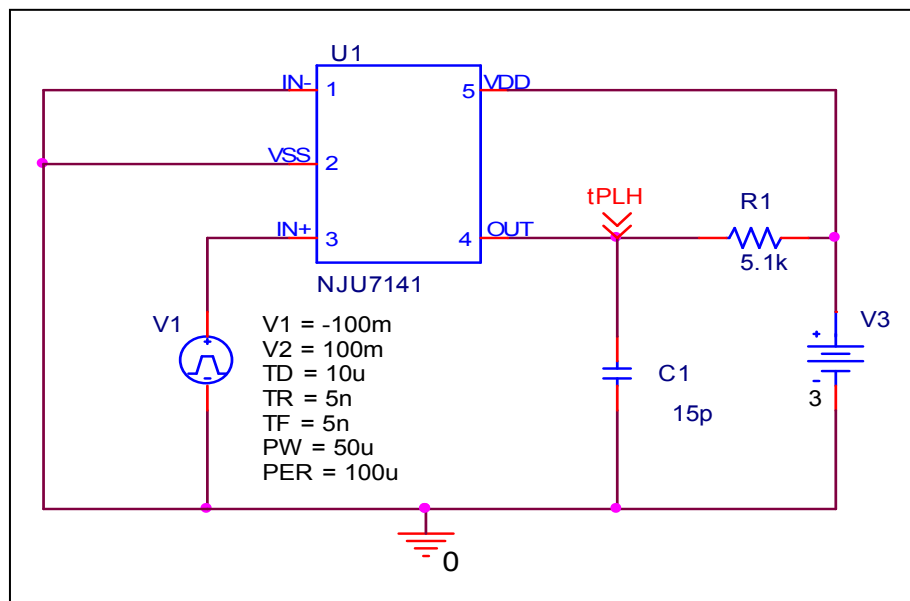 U1
IN- 1 5 VDD
VSS 2
tPLH
R1
IN+ 3 4 OUT
5.1k
NJU7141
V1
V1 = -100m
V2 = 100m
TD = 10u
TR = 5n
TF = 5n
PW = 50u
PER = 100u
C1
15p
V3
+
-
3
+
-
0